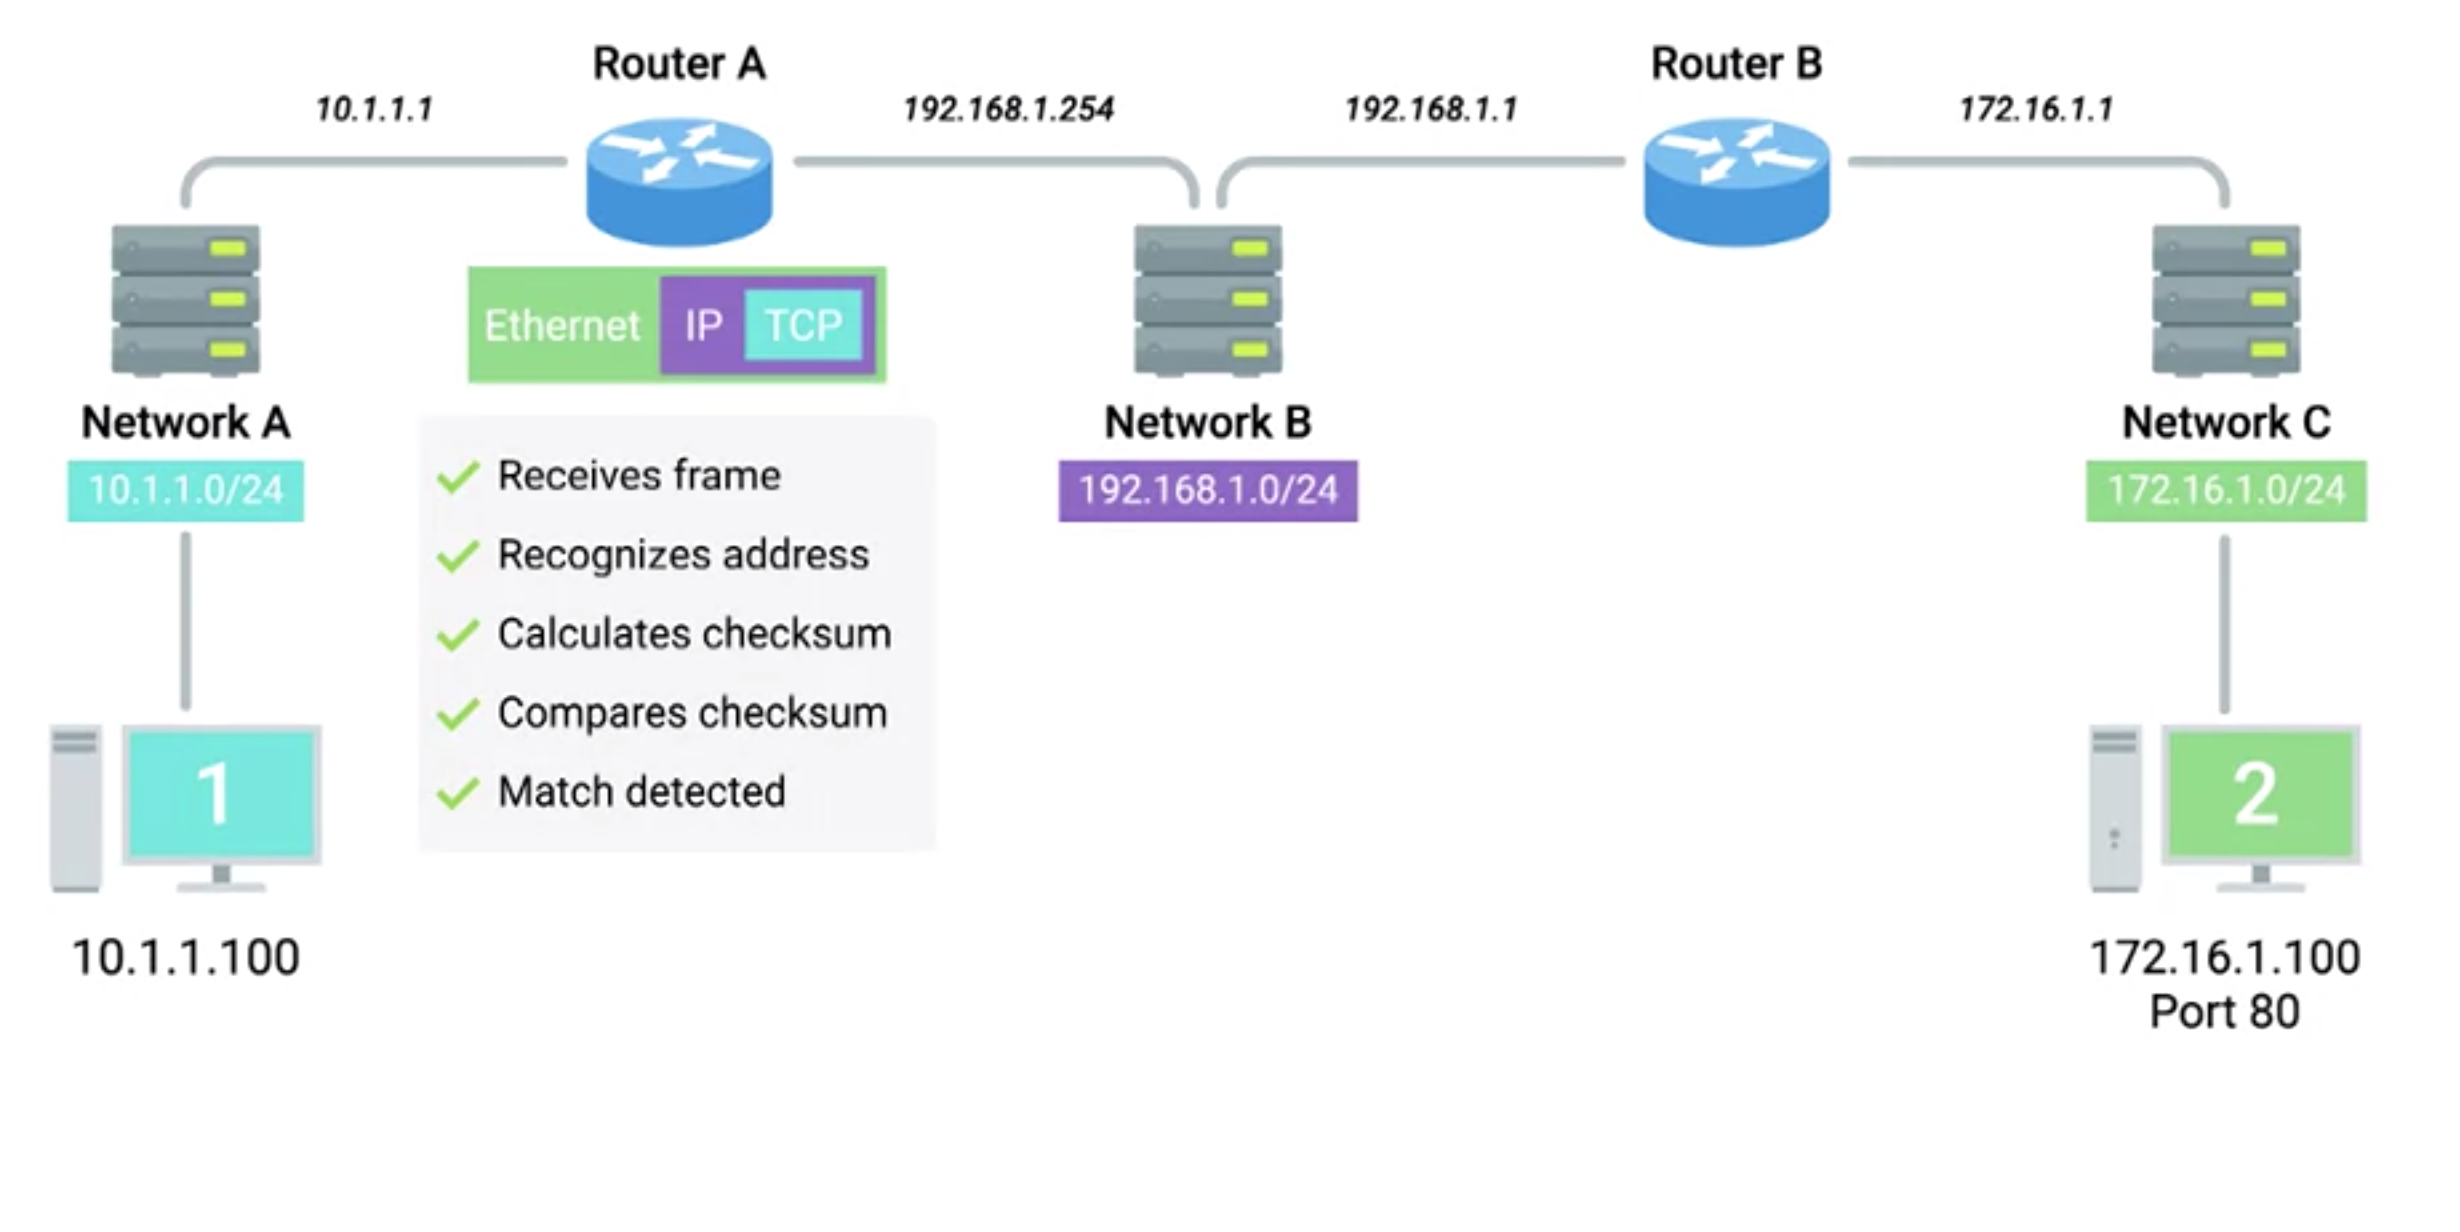 Router A
Router B
10.1.1.1
192.168.1.254
192.168.1.1
172.16.1.1
Ethernet IP TCP
Network A
Network B
Network C
10.1.1.0/24
192.168.1.0/24
172.16.1.0/24
Receives frame
Recognizes address
Calculates checksum
Compares checksum
Match detected
1
2
10.1.1.100
172.16.1.100
Port 80